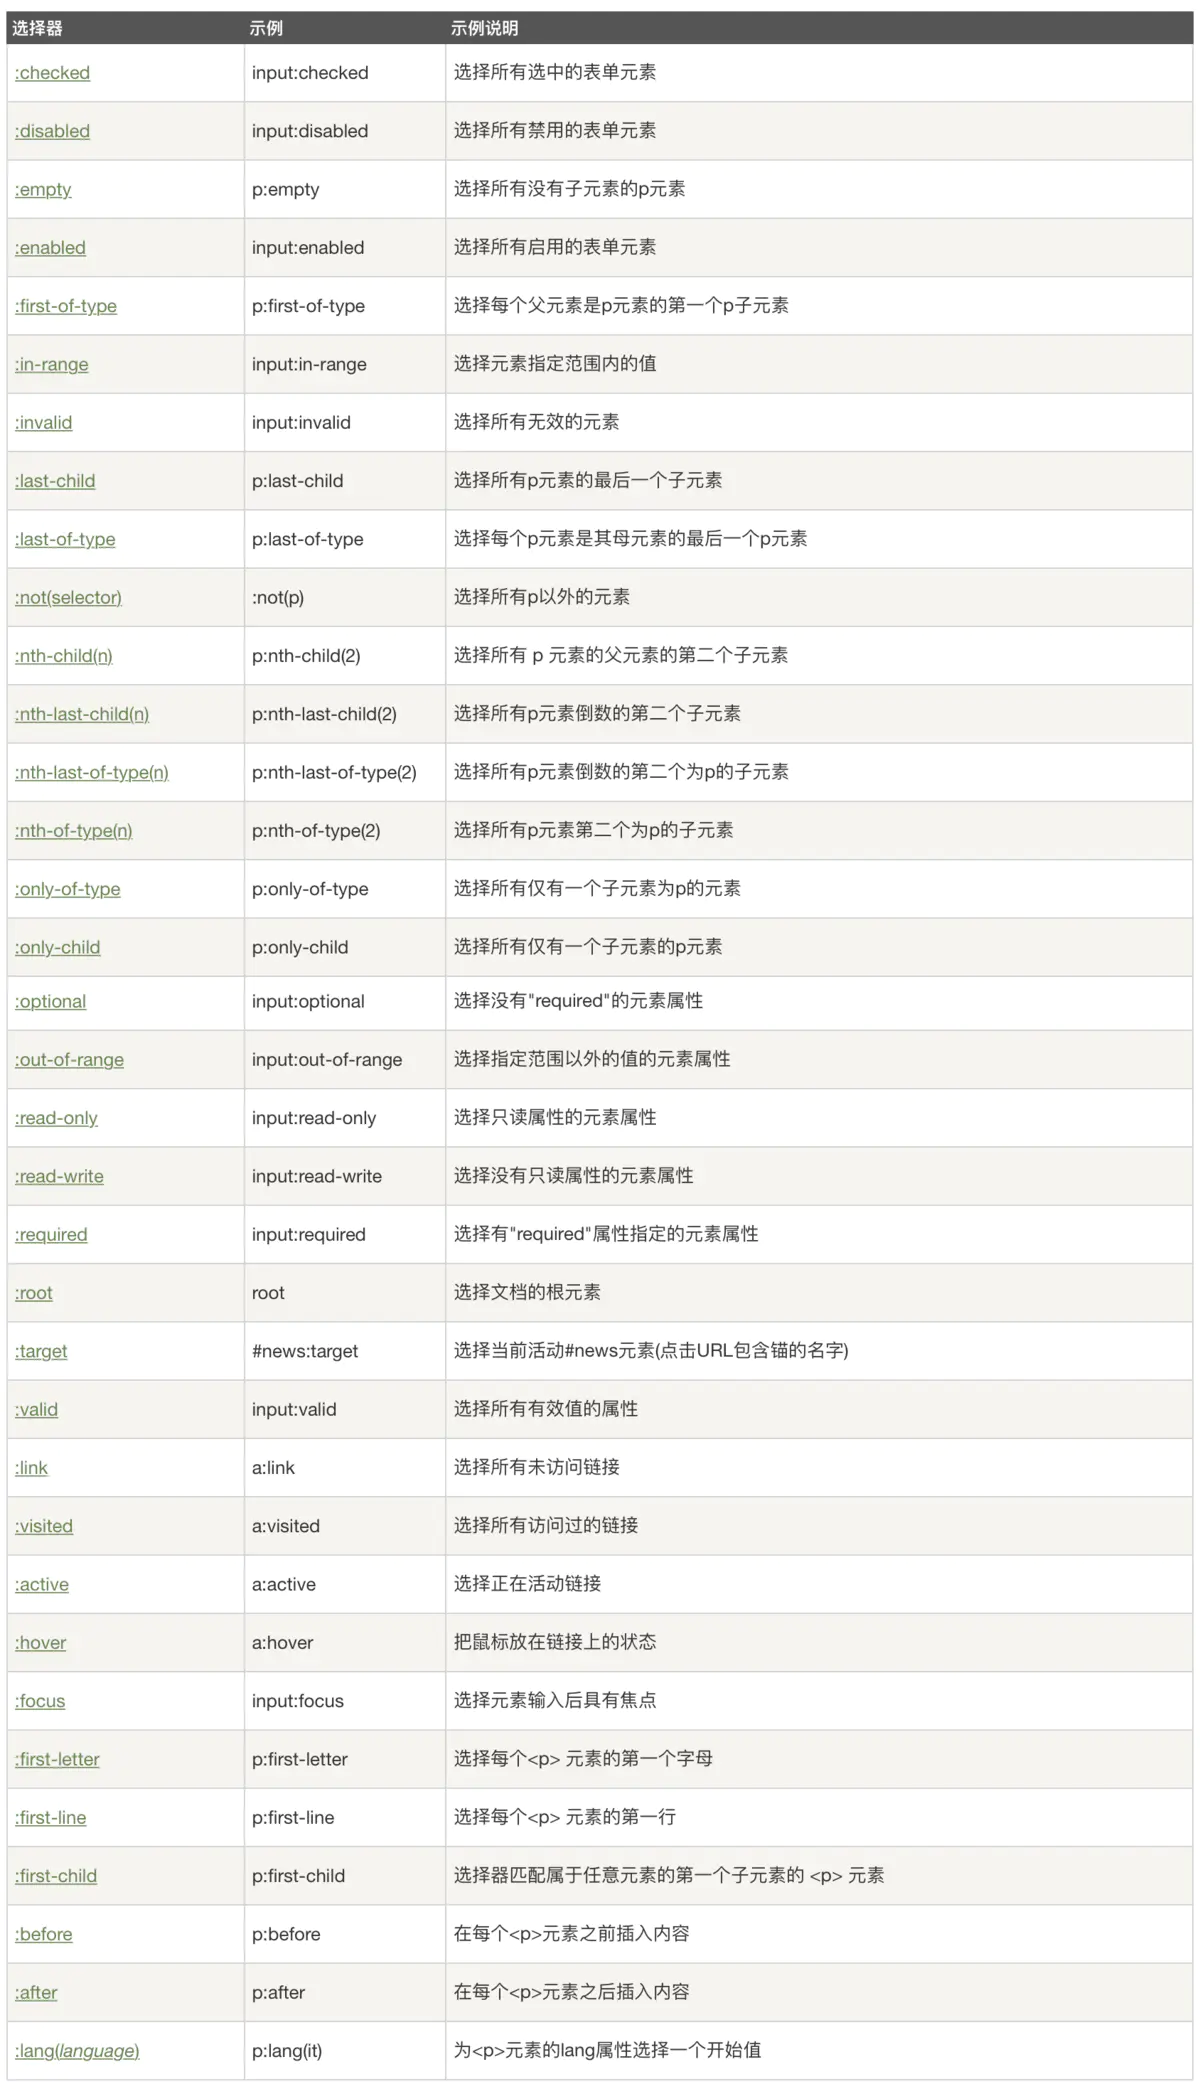 选择器 示例 示例说明
:checked input:checked 选择所有选中的表单元素
:disabled input:disabled 选择所有禁用的表单元素
:empty p:empty 选择所有没有子元素的p元素
:enabled input:enabled 选择所有启用的表单元素
:first-of-type p:first-of-type 选择每个父元素是p元素的第一个p子元素
:in-range input:in-range 选择元素指定范围内的值
:invalid input:invalid 选择所有无效的元素
:last-child p:last-child 选择所有p元素的最后一个子元素
:last-of-type p:last-of-type 选择每个p元素是其母元素的最后一个p元素
:not(selector) :not(p) 选择所有p以外的元素
:nth-child(n) p:nth-child(2) 选择所有 p 元素的父元素的第二个子元素
:nth-last-child(n) p:nth-last-child(2) 选择所有p元素倒数的第二个子元素
:nth-last-of-type(n) p:nth-last-of-type(2) 选择所有p元素倒数的第二个为p的子元素
:nth-of-type(n) p:nth-of-type(2) 选择所有p元素第二个为p的子元素
:only-of-type p:only-of-type 选择所有仅有一个子元素为p的元素
:only-child p:only-child 选择所有仅有一个子元素的p元素
:optional input:optional 选择没有"required"的元素属性
:out-of-range input:out-of-range 选择指定范围以外的值的元素属性
:read-only input:read-only 选择只读属性的元素属性
:read-write input:read-write 选择没有只读属性的元素属性
:required input:required 选择有"required"属性指定的元素属性
:root root 选择文档的根元素
:target #news:target 选择当前活动#news元素(点击URL包含锚的名字)
:valid input:valid 选择所有有效值的属性
:link a:link 选择所有未访问链接
:visited a:visited 选择所有访问过的链接
:active a:active 选择正在活动链接
:hover a:hover 把鼠标放在链接上的状态
:focus input:focus 选择元素输入后具有焦点
:first-letter p:first-letter 选择每个<p> 元素的第一个字母
:first-line p:first-line 选择每个<p> 元素的第一行
:first-child p:first-child 选择器匹配属于任意元素的第一个子元素的 <p> 元素
:before p:before 在每个<p>元素之前插入内容
:after p:after 在每个<p>元素之后插入内容
:lang(language) p:lang(it) 为<p>元素的lang属性选择一个开始值